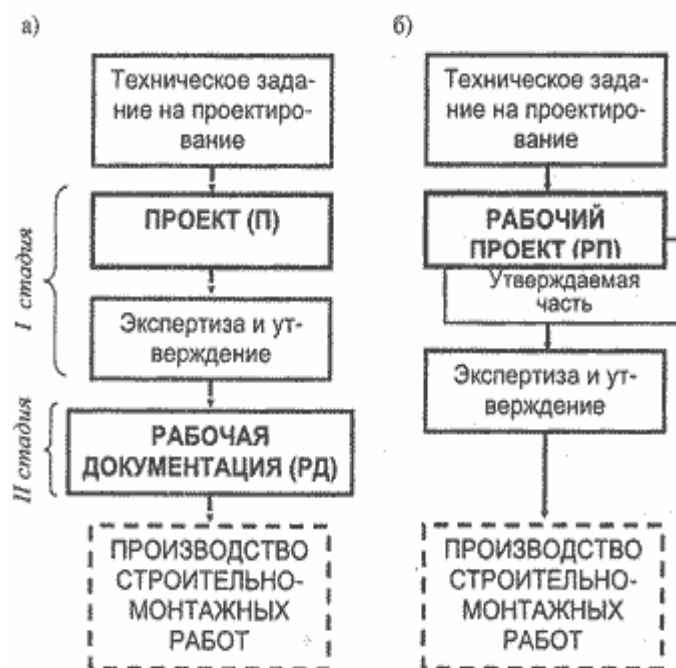 а)
Техническое зада-
ние на проектиро-
вание
I стадия
ПРОЕКТ (П)
Экспертиза и ут-
верждение
II стадия
РАБОЧАЯ
ДОКУМЕНТАЦИЯ (РД)
ПРОИЗВОДСТВО
СТРОИТЕЛЬНО-
МОНТАЖНЫХ
РАБОТ
б)
Техническое зада-
ние на проектиро-
вание
РАБОЧИЙ
ПРОЕКТ (РП)
Утверждаемая
часть
Экспертиза и ут-
верждение
ПРОИЗВОДСТВО
СТРОИТЕЛЬНО-
МОНТАЖНЫХ
РАБОТ